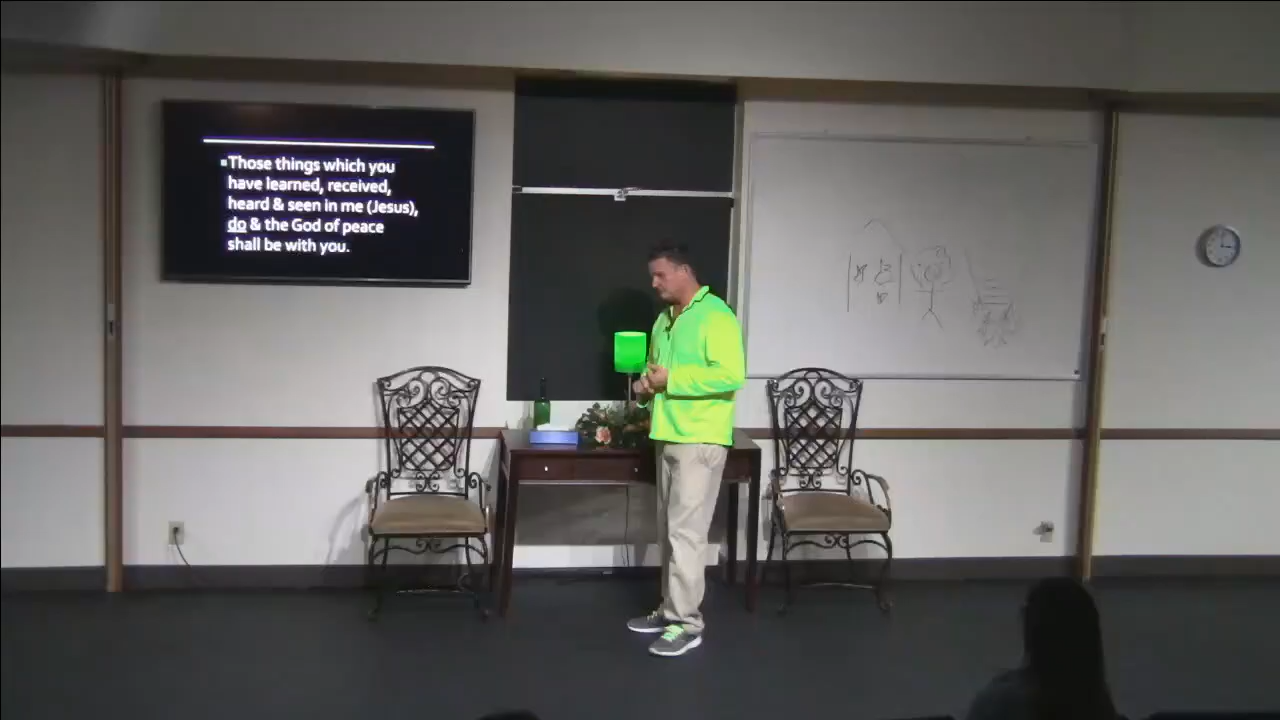 ▪Those things which you
have learned, received,
heard & seen in me (Jesus),
do & the God of peace
shall be with you.